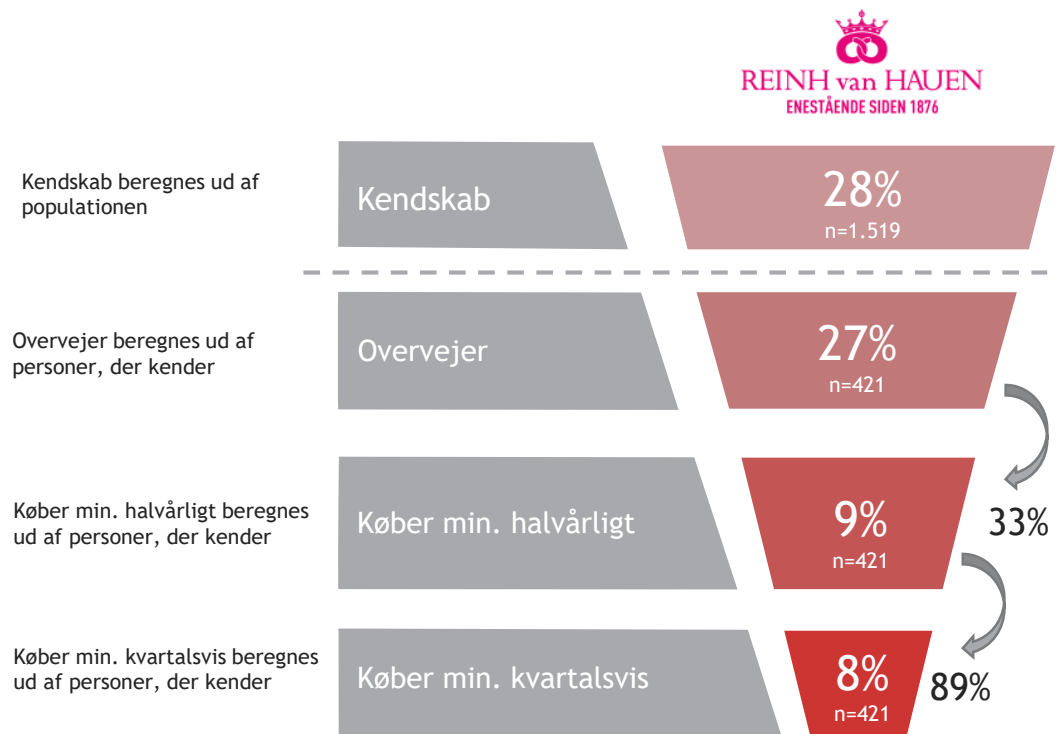 REINH van HAUEN
ENESTÅENDE SIDEN 1876
Kendskab beregnes ud af
populationen
Kendskab
28%
n=1.519
Overvejer beregnes ud af
personer, der kender
Overvejer
27%
n=421
Køber min. halvårligt beregnes
ud af personer, der kender
Køber min. halvårligt
9%
n=421
33%
Køber min. kvartalsvis beregnes
ud af personer, der kender
Køber min. kvartalsvis
8%
n=421
89%